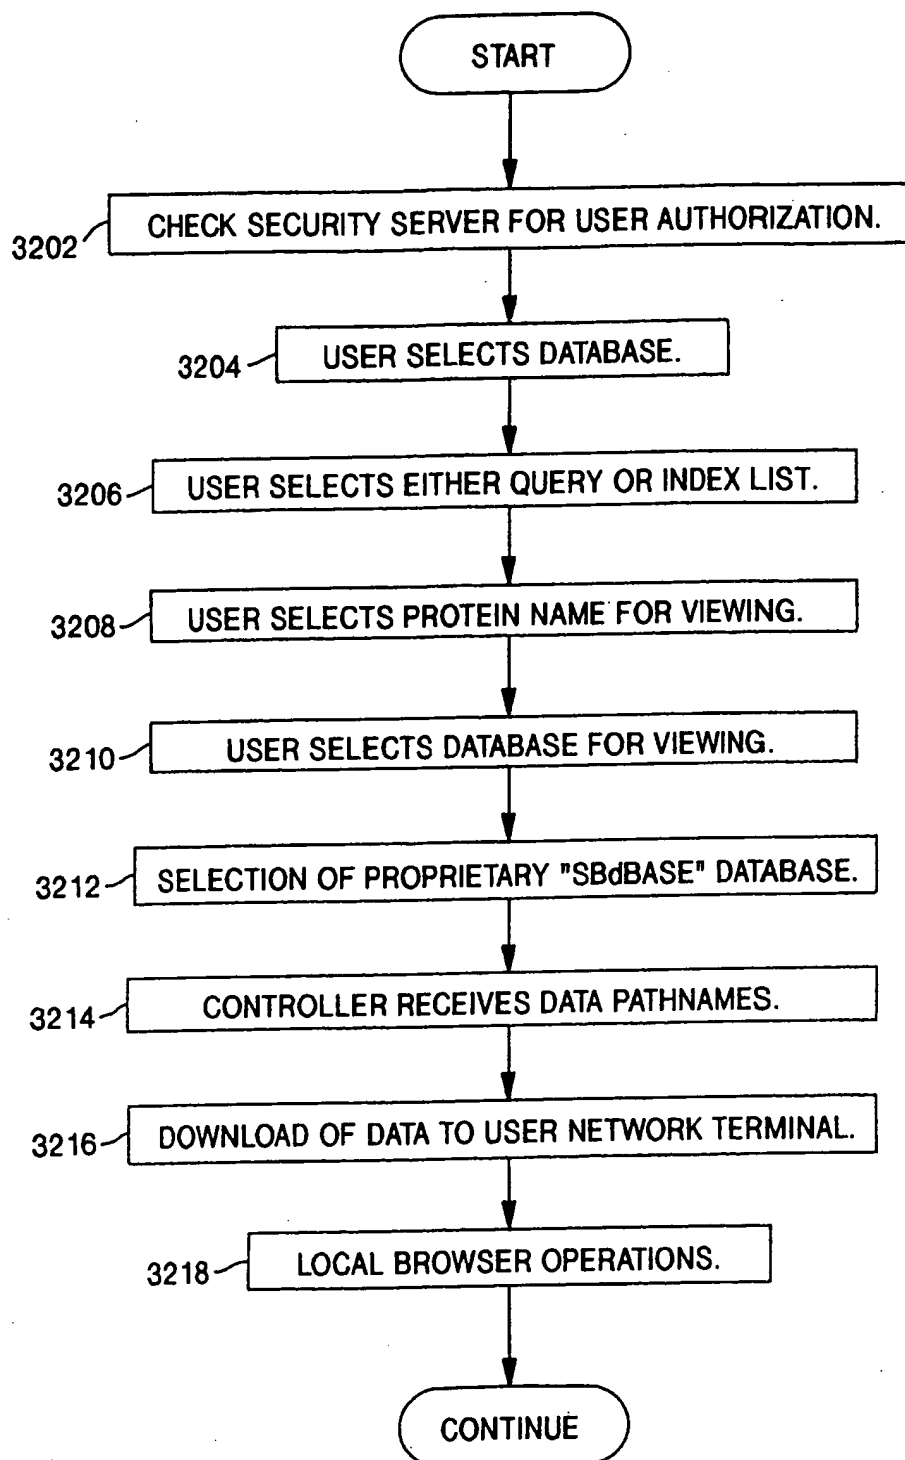 START
3202 CHECK SECURITY SERVER FOR USER AUTHORIZATION.
3204 USER SELECTS DATABASE.
3206 USER SELECTS EITHER QUERY OR INDEX LIST.
3208 USER SELECTS PROTEIN NAME FOR VIEWING.
3210 USER SELECTS DATABASE FOR VIEWING.
3212 SELECTION OF PROPRIETARY "SBdBASE" DATABASE.
3214 CONTROLLER RECEIVES DATA PATHNAMES.
3216 DOWNLOAD OF DATA TO USER NETWORK TERMINAL.
3218 LOCAL BROWSER OPERATIONS.
CONTINUE